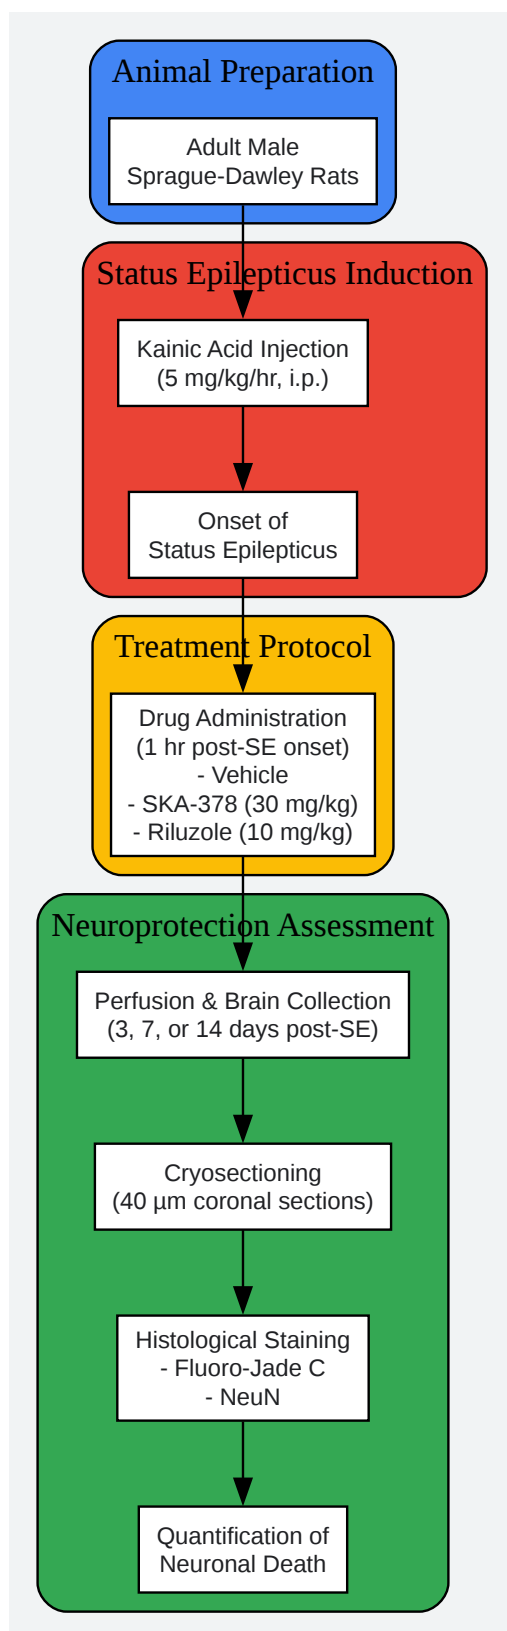 Animal Preparation
Adult Male
Sprague-Dawley Rats
Status Epilepticus Induction
Kainic Acid Injection
(5 mg/kg/hr, i.p.)
Onset of
Status Epilepticus
Treatment Protocol
Drug Administration
(1 hr post-SE onset)
- Vehicle
- SKA-378 (30 mg/kg)
- Riluzole (10 mg/kg)
Neuroprotection Assessment
Perfusion & Brain Collection
(3, 7, or 14 days post-SE)
Cryosectioning
(40 µm coronal sections)
Histological Staining
- Fluoro-Jade C
- NeuN
Quantification of
Neuronal Death